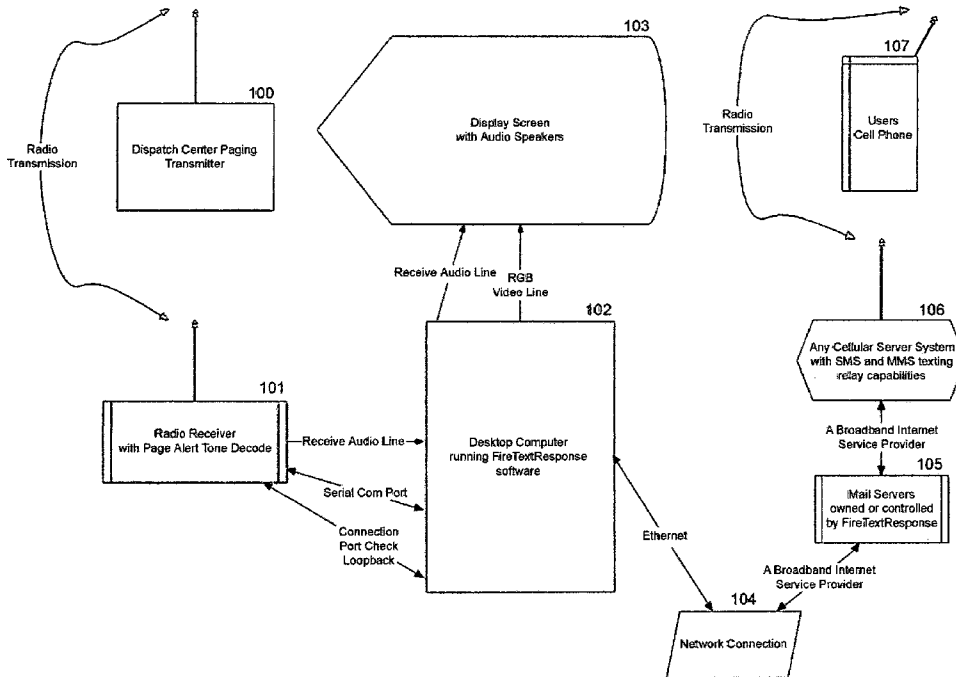 103
107
100
Radio
Transmission
Dispatch Center Paging
Transmitter
Display Screen
with Audio Speakers
Radio
Transmission
Users
Cell Phone
Receive Audio Line
RGB
Video Line
102
106
Any Cellular Server System
with SMS and MMS texting
relay capabilities
101
Radio Receiver
with Page Alert Tone Decode
Receive Audio Line
Desktop Computer
running FireTextResponse
software
A Broadband Internet
Service Provider
105
Serial Com Port
Mail Servers
owned or controlled
by FireTextResponse
Connection
Port Check
Loopback
Ethernet
A Broadband Internet
Service Provider
104
Network Connection